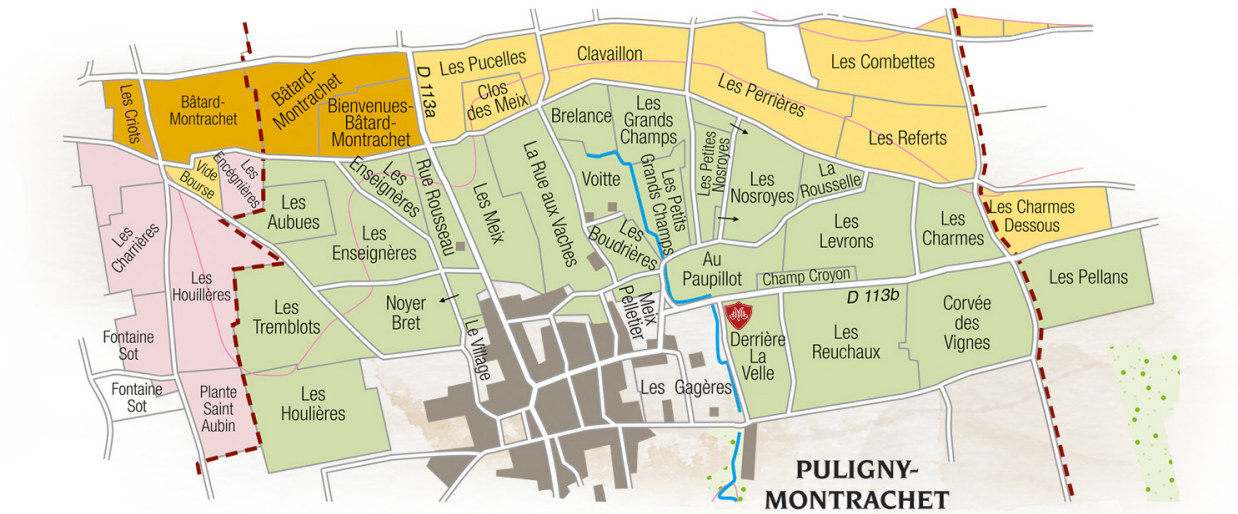 Les Criots
Bâtard-
Montrachet
Bâtard-
Montrachet
Bienvenues-
Bâtard-
Montrachet
D 113a
Les Pucelles
Clos
des Meix
Clavaillon
Les Perrières
Les Combettes
Les Referts
Vide
Bourse
Les
Encégnières
Les
Charrières
Les
Houillères
Fontaine
Sot
Fontaine
Sot
Plante
Saint
Aubin
Les
Aubues
Les
Enseignères
Les
Enseignères
Rue Rousseau
Les Meix
La Rue aux Vaches
Brelance
Les
Grands
Champs
Voitte
Grands Champs
Les Petits
Les
Boudrières
Les Petites
Nosroyes
Les
Nosroyes
La
Rousselle
Les
Levrons
Les
Charmes
Les Charmes
Dessous
Les Pellans
Au
Paupillot
Champ Croyon
D 113b
Les
Tremblots
Noyer
Bret
Le Village
Meix
Pelletier
Les Gagères
Derrière
La
Velle
Les
Reuchaux
Corvée
des
Vignes
Les
Houlières
PULIGNY-
MONTRACHET